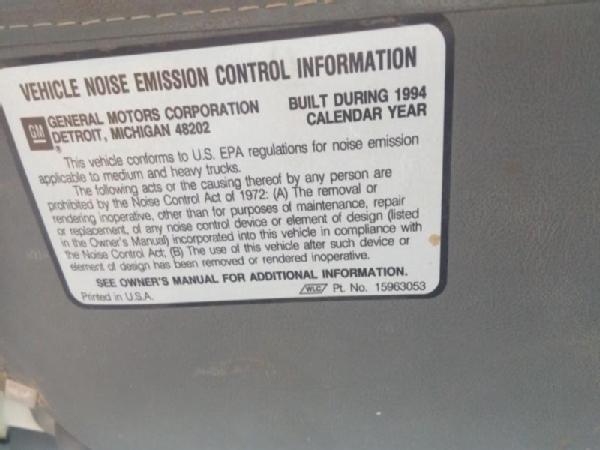 VEHICLE NOISE EMISSION CONTROL INFORMATION
GM GENERAL MOTORS CORPORATION
DETROIT, MICHIGAN 48202
BUILT DURING 1994
CALENDAR YEAR
This vehicle conforms to U.S. EPA regulations for noise emission
applicable to medium and heavy trucks.
The following acts or the causing thereof by any person are
prohibited by the Noise Control Act of 1972: (A) The removal or
rendering inoperative, other than for purposes of maintenance, repair
or replacement, of any noise control device or element of design (listed
in the Owner's Manual) incorporated into this vehicle in compliance with
the Noise Control Act; (B) The use of this vehicle after such device or
element of design has been removed or rendered inoperative.
SEE OWNER'S MANUAL FOR ADDITIONAL INFORMATION.
Printed in U.S.A. WLC Pt. No. 15963053